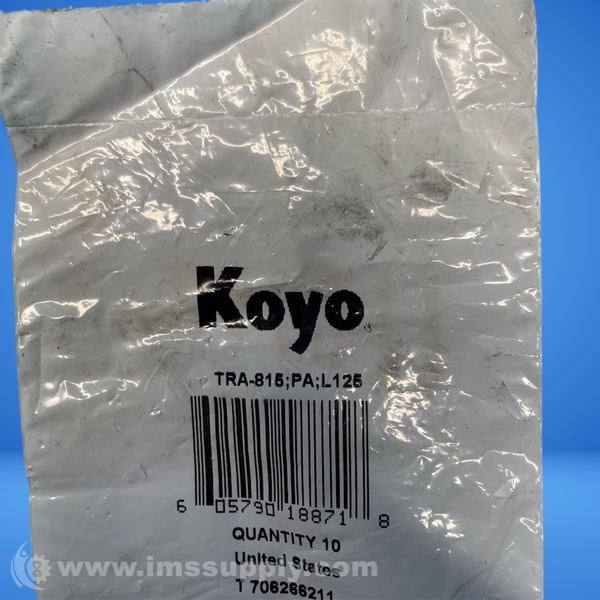 Koyo
TRA-815;PA;L125
6 05790 18871 8
QUANTITY 10
United States
T 706266211
www.imssupply.com